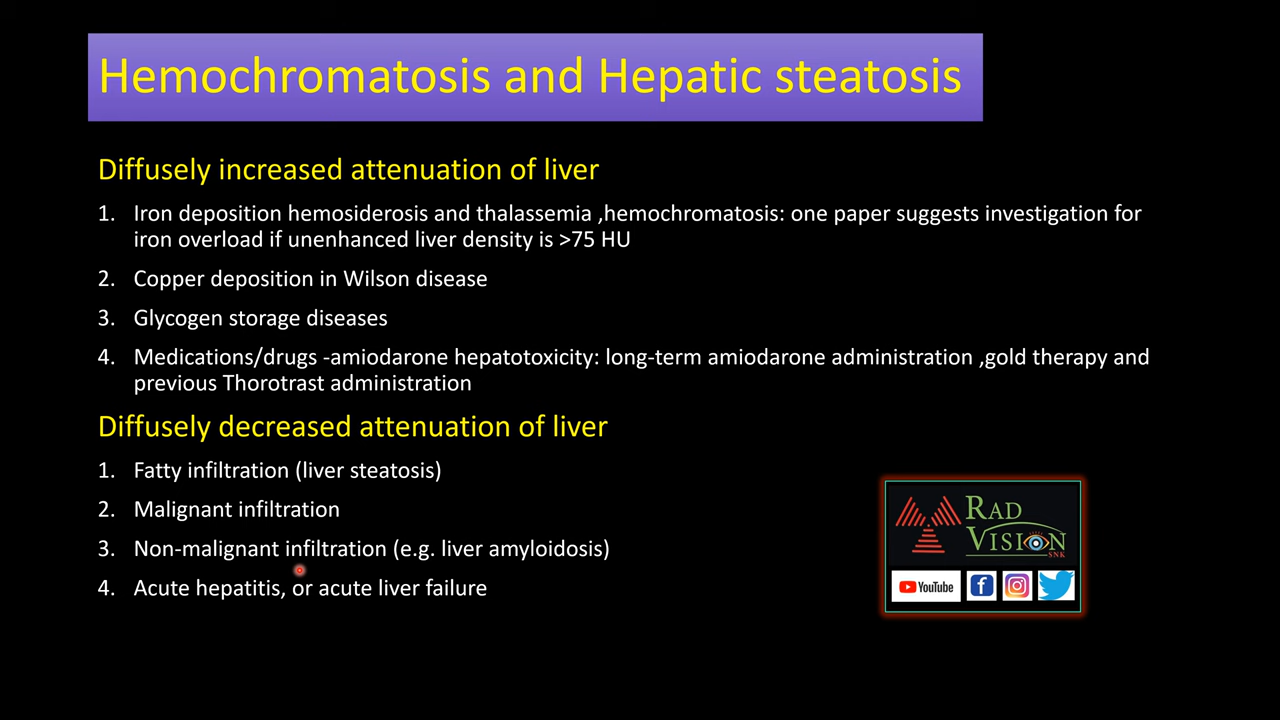 Hemochromatosis and Hepatic steatosis
Diffusely increased attenuation of liver
1. Iron deposition hemosiderosis and thalassemia ,hemochromatosis: one paper suggests investigation for
iron overload if unenhanced liver density is >75 HU
2. Copper deposition in Wilson disease
3. Glycogen storage diseases
4. Medications/drugs -amiodarone hepatotoxicity: long-term amiodarone administration ,gold therapy and
previous Thorotrast administration
Diffusely decreased attenuation of liver
1. Fatty infiltration (liver steatosis)
2. Malignant infiltration
3. Non-malignant infiltration (e.g. liver amyloidosis)
4. Acute hepatitis, or acute liver failure
RAD
VISION
SNK
YouTube